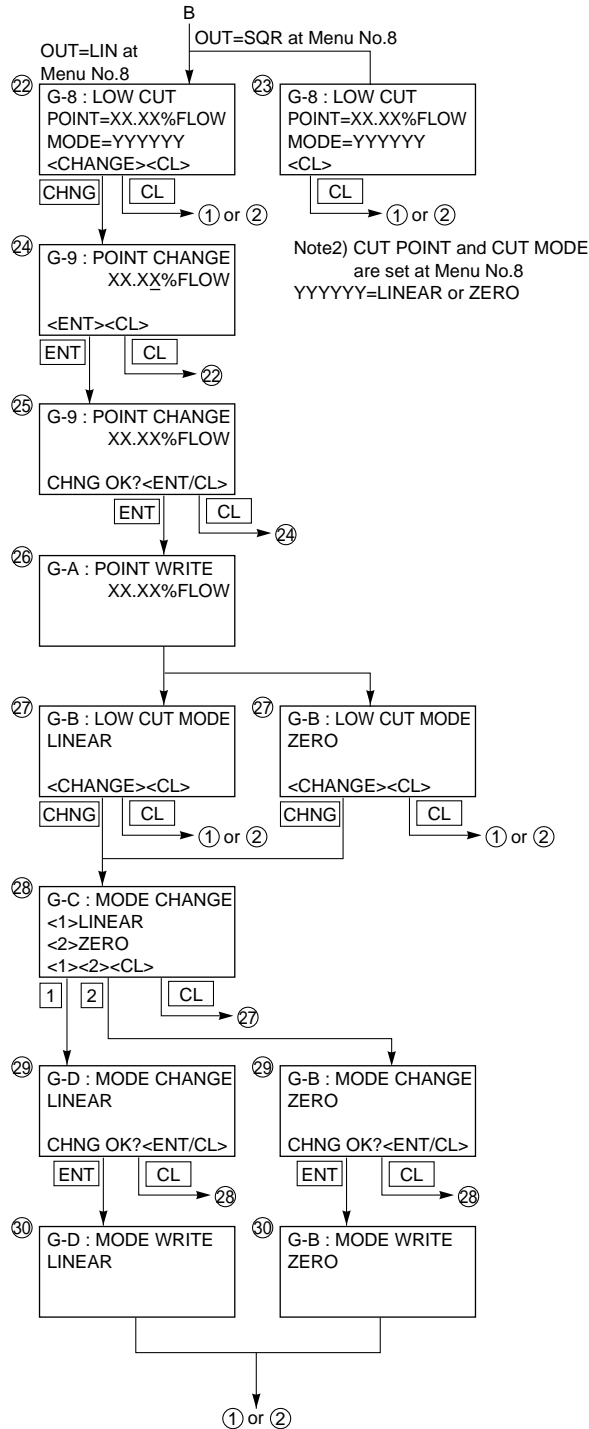 B
OUT=SQR at Menu No.8
OUT=LIN at
Menu No.8
㉒
G-8 : LOW CUT
POINT=XX.XX%FLOW
MODE=YYYYYY
<CHANGE><CL>
㉓
G-8 : LOW CUT
POINT=XX.XX%FLOW
MODE=YYYYYY
<CL>
CHNG
CL
① or ②
CL
① or ②
Note2) CUT POINT and CUT MODE
are set at Menu No.8
YYYYYY=LINEAR or ZERO
㉔
G-9 : POINT CHANGE
XX.XX%FLOW
<ENT><CL>
ENT
CL
㉒
㉕
G-9 : POINT CHANGE
XX.XX%FLOW
CHNG OK?<ENT/CL>
ENT
CL
㉔
㉖
G-A : POINT WRITE
XX.XX%FLOW
㉗
G-B : LOW CUT MODE
LINEAR
<CHANGE><CL>
㉗
G-B : LOW CUT MODE
ZERO
<CHANGE><CL>
CHNG
CL
① or ②
CHNG
CL
① or ②
㉘
G-C : MODE CHANGE
<1>LINEAR
<2>ZERO
<1><2><CL>
1
2
CL
㉗
㉙
G-D : MODE CHANGE
LINEAR
CHNG OK?<ENT/CL>
㉙
G-B : MODE CHANGE
ZERO
CHNG OK?<ENT/CL>
ENT
CL
㉘
ENT
CL
㉘
㉚
G-D : MODE WRITE
LINEAR
㉚
G-B : MODE WRITE
ZERO
① or ②